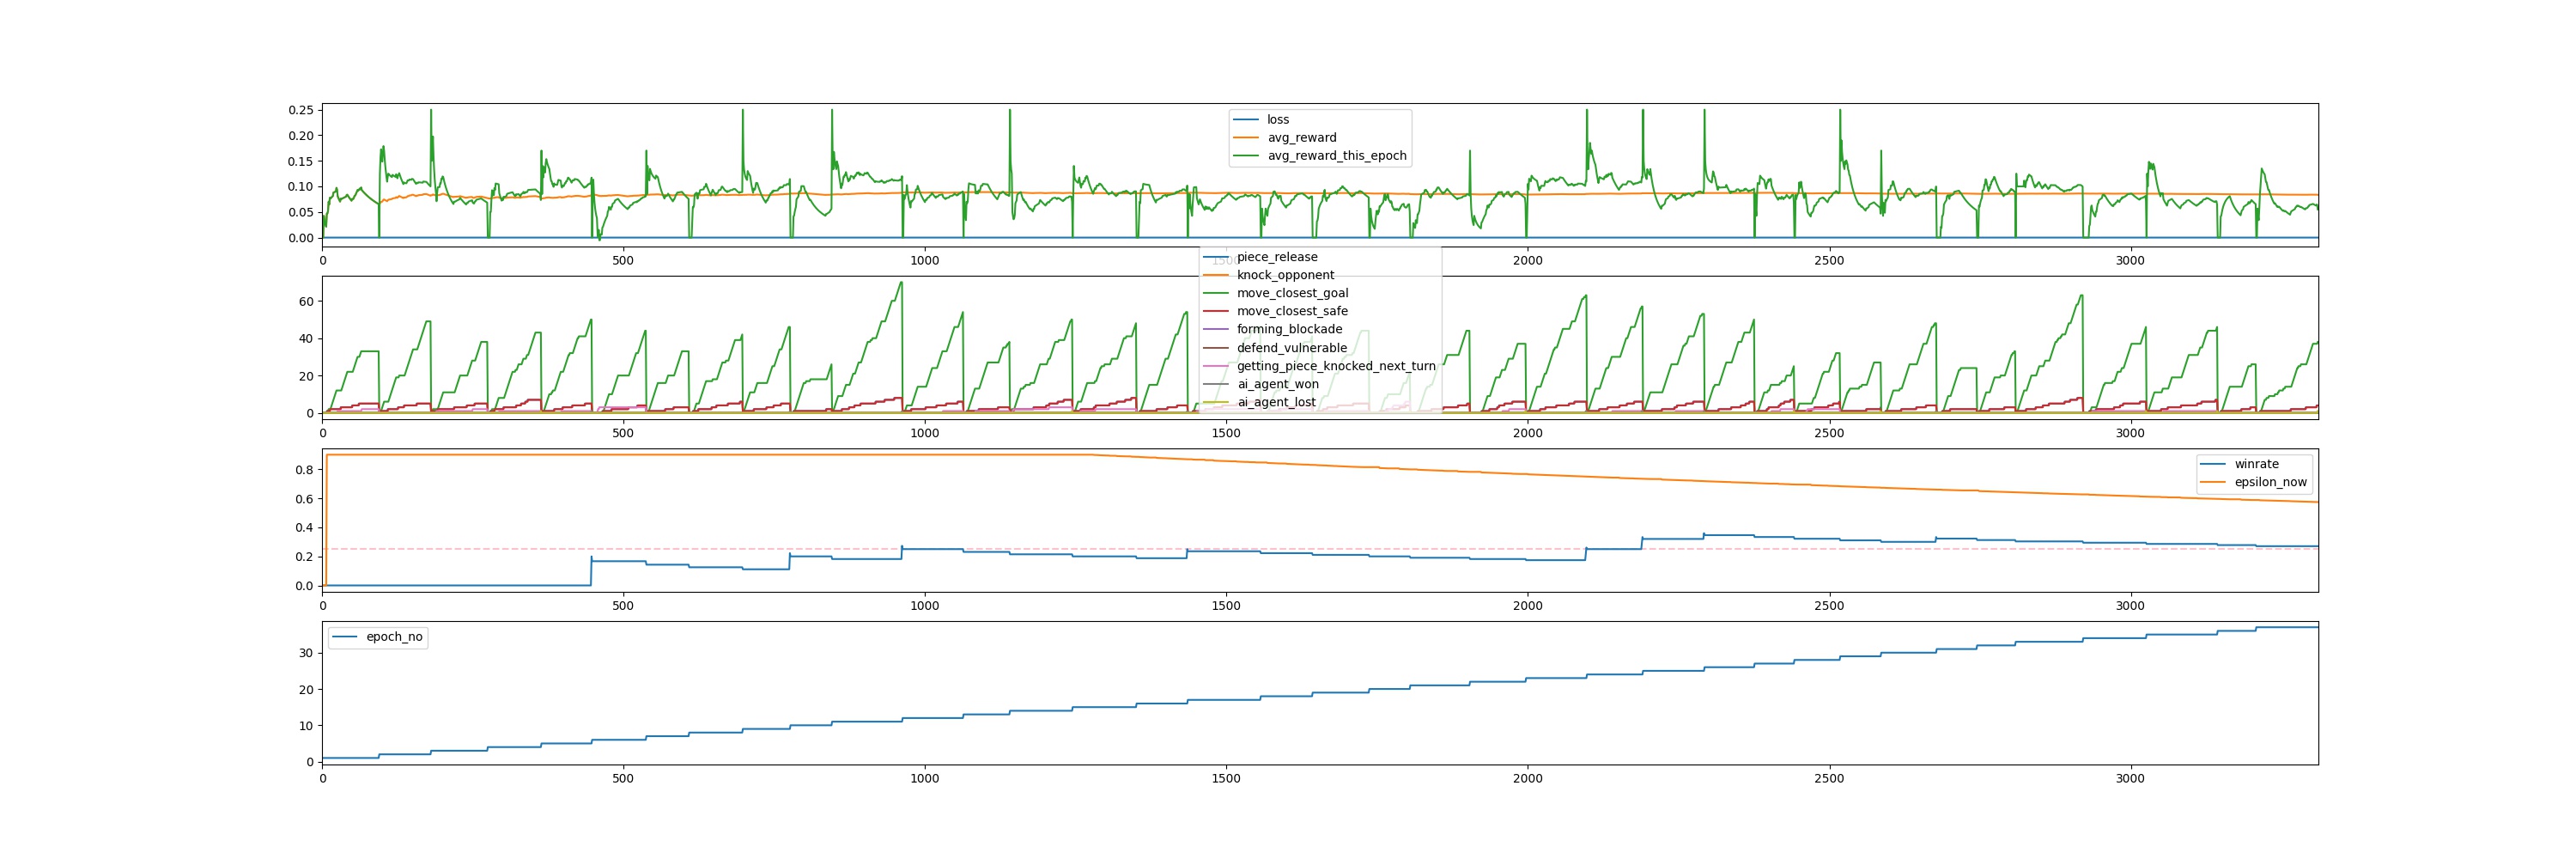 0.25
0.20
0.15
0.10
0.05
0.00
loss
avg_reward
avg_reward_this_epoch
0 500 1000 1500 2000 2500 3000
60
40
20
0
piece_release
knock_opponent
move_closest_goal
move_closest_safe
forming_blockade
defend_vulnerable
getting_piece_knocked_next_turn
ai_agent_won
ai_agent_lost
0 500 1000 1500 2000 2500 3000
0.8
0.6
0.4
0.2
0.0
winrate
epsilon_now
0 500 1000 1500 2000 2500 3000
30
20
10
0
epoch_no
0 500 1000 1500 2000 2500 3000